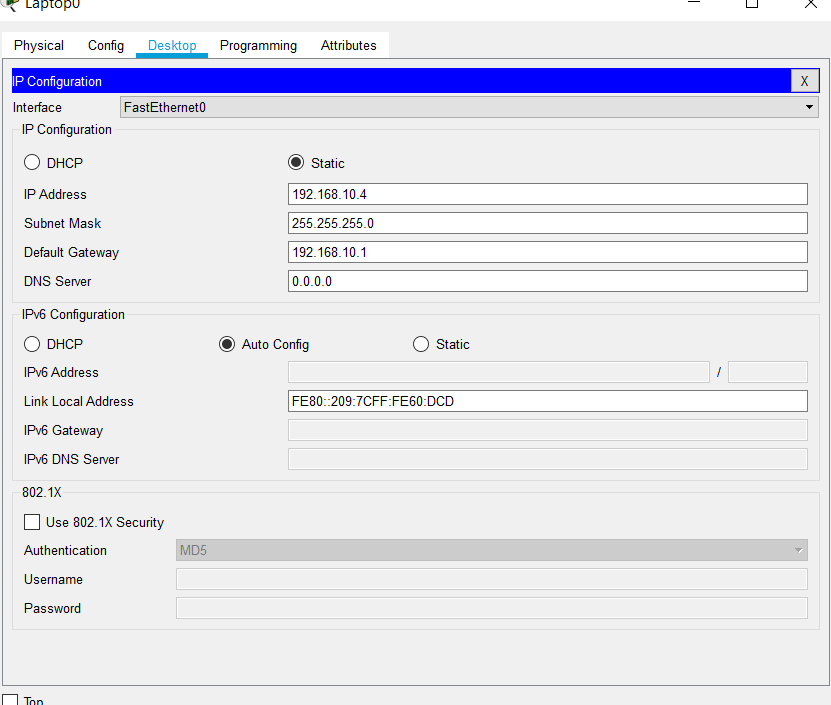 Laptop0
Physical Config Desktop Programming Attributes
IP Configuration X
Interface FastEthernet0
IP Configuration
DHCP Static
IP Address 192.168.10.4
Subnet Mask 255.255.255.0
Default Gateway 192.168.10.1
DNS Server 0.0.0.0
IPv6 Configuration
DHCP Auto Config Static
IPv6 Address /
Link Local Address FE80::209:7CFF:FE60:DCD
IPv6 Gateway
IPv6 DNS Server
802.1X
Use 802.1X Security
Authentication MD5
Username
Password
Top